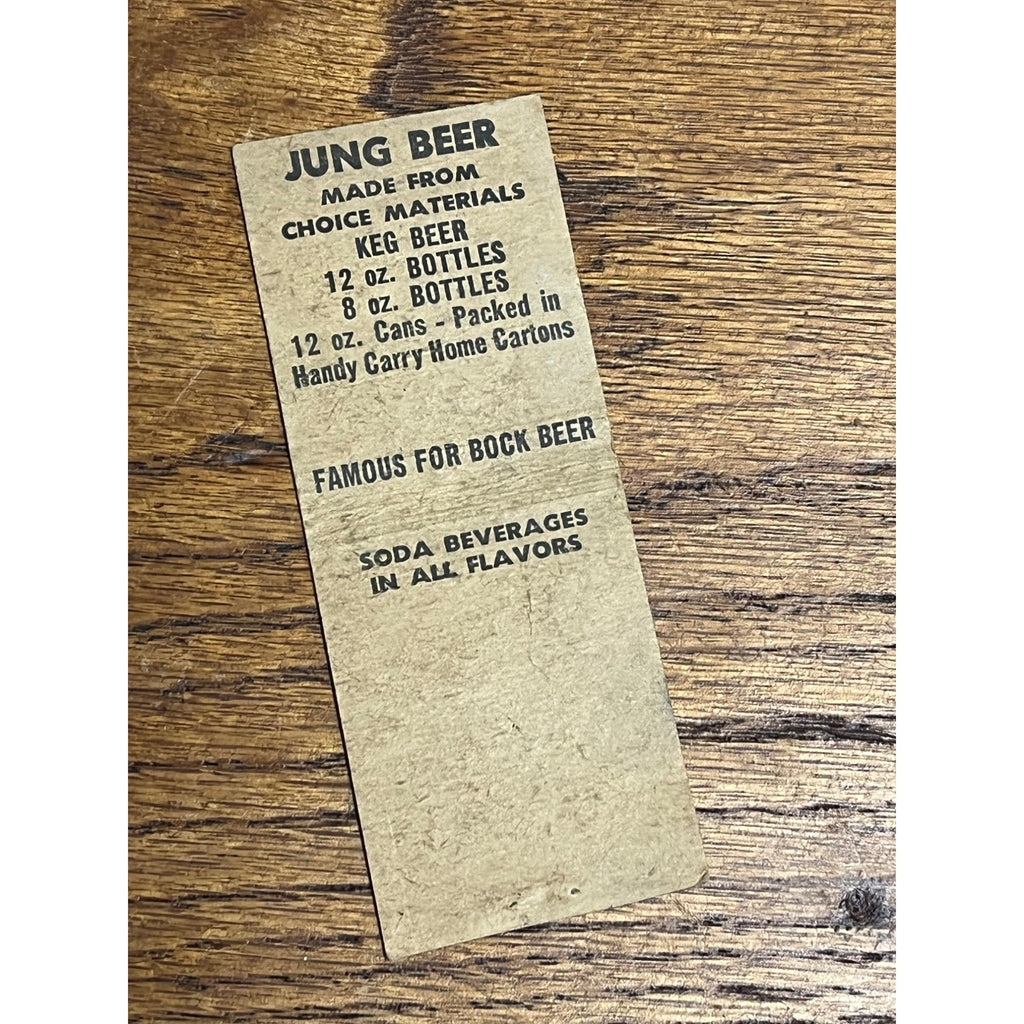 JUNG BEER
MADE FROM
CHOICE MATERIALS
KEG BEER
12 oz. BOTTLES
8 oz. BOTTLES
12 oz. Cans - Packed in
Handy Carry Home Cartons
FAMOUS FOR BOCK BEER
SODA BEVERAGES
IN ALL FLAVORS